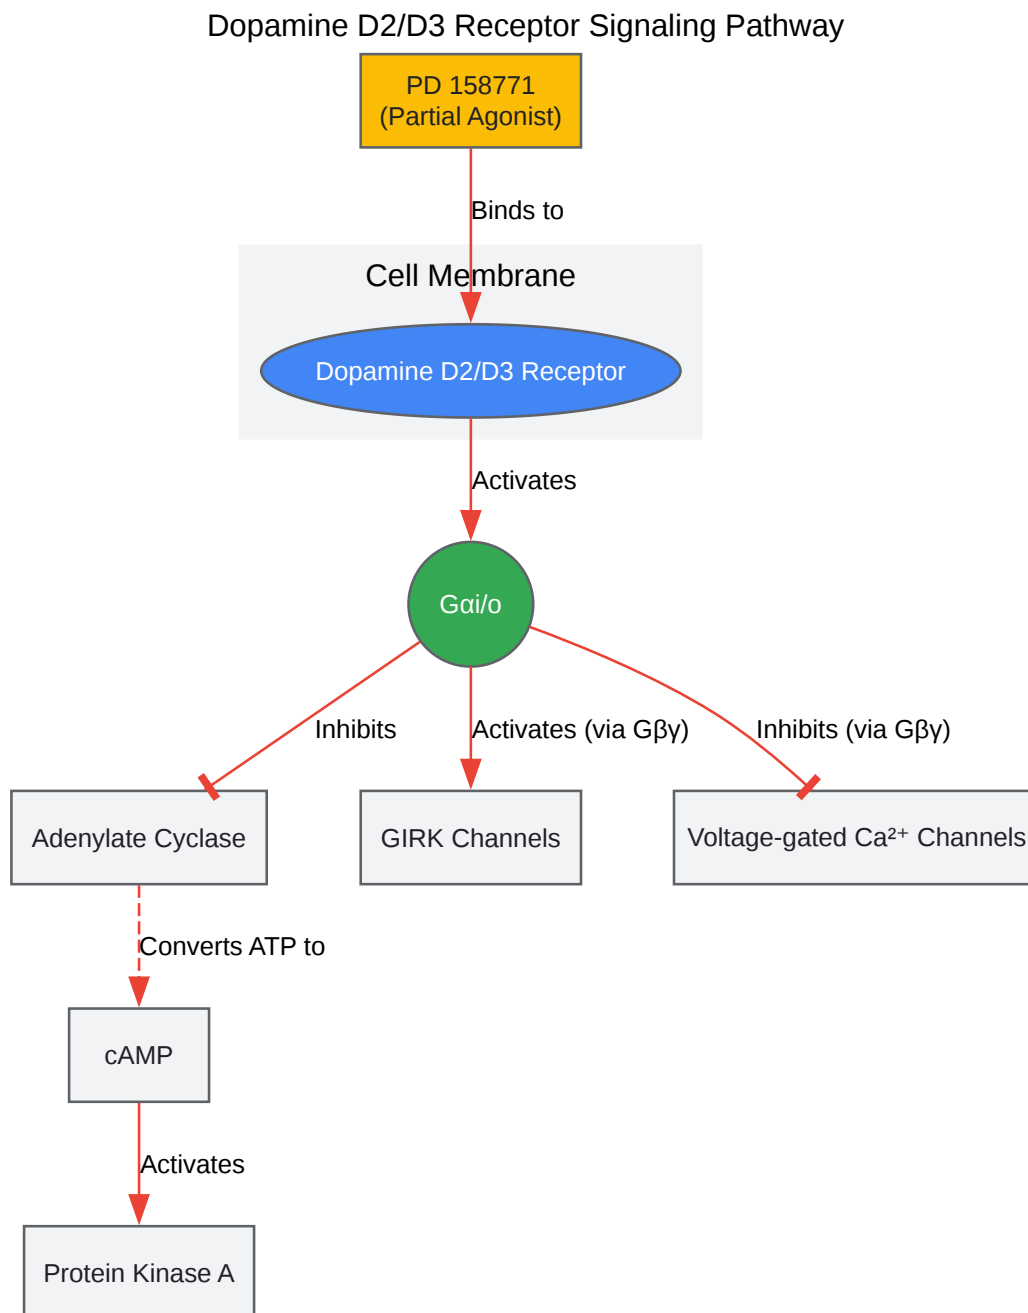 Dopamine D2/D3 Receptor Signaling Pathway
PD 158771
(Partial Agonist)
Binds to
Cell Membrane
Dopamine D2/D3 Receptor
Activates
Gαi/o
Inhibits
Activates (via Gβγ)
Inhibits (via Gβγ)
Adenylate Cyclase
GIRK Channels
Voltage-gated Ca²⁺ Channels
Converts ATP to
cAMP
Activates
Protein Kinase A